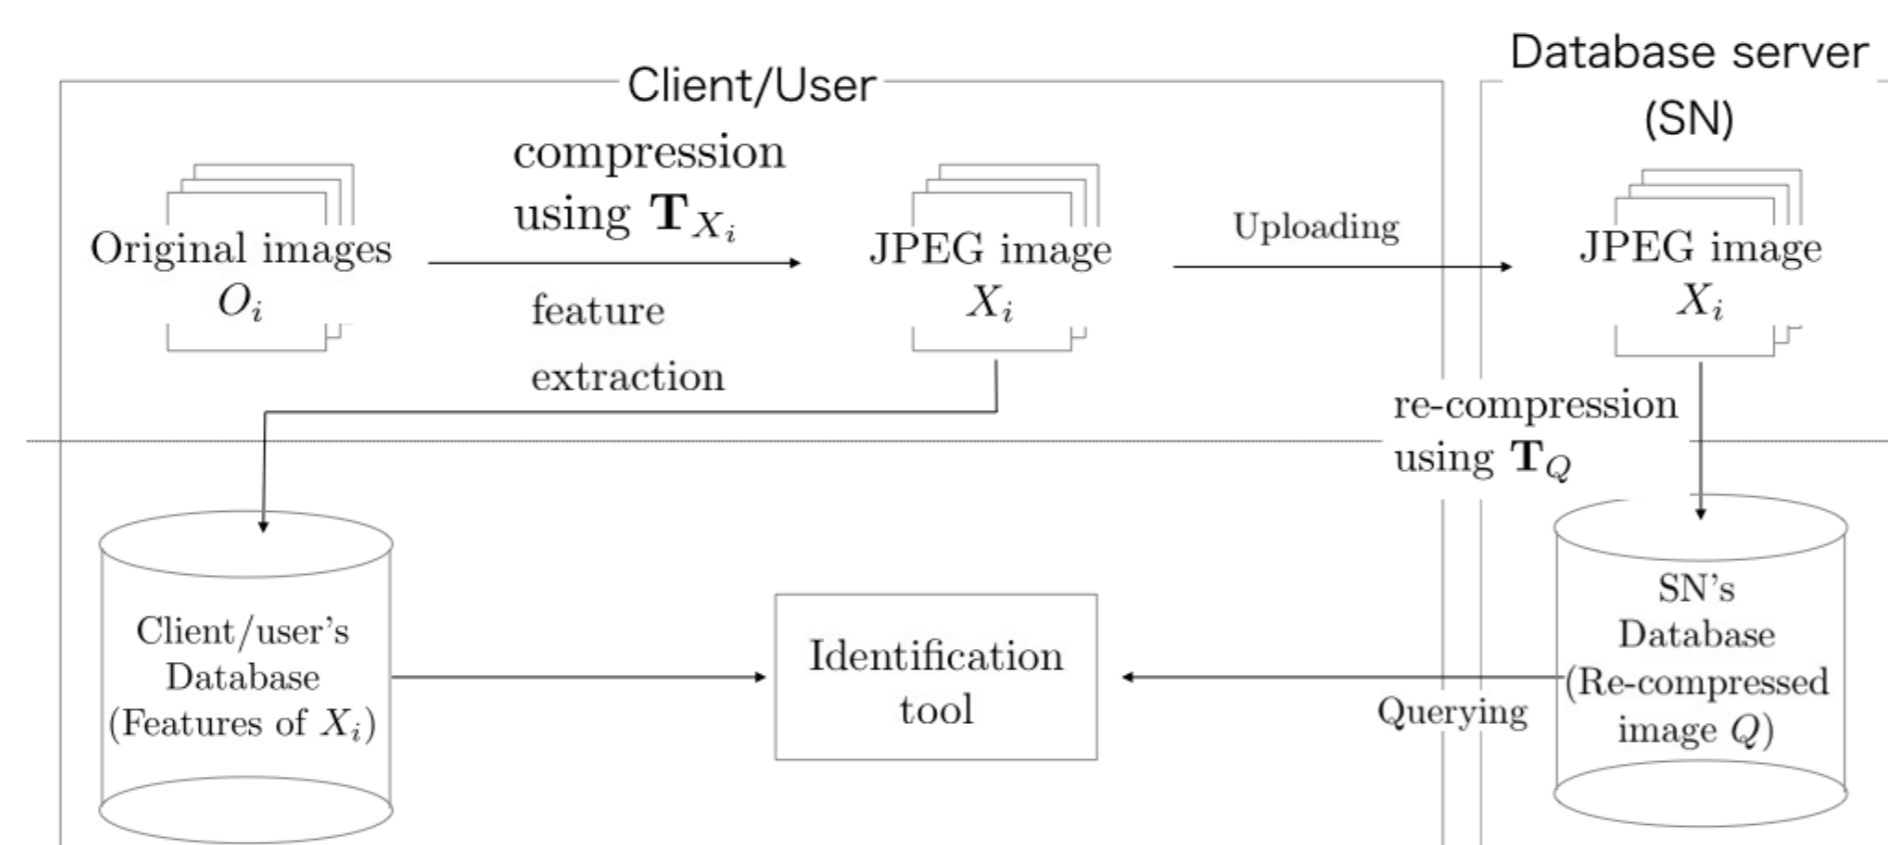 Client/User
Database server
(SN)
compression
using T_{X_i}
Original images
O_i
feature
extraction
JPEG image
X_i
Uploading
JPEG image
X_i
re-compression
using T_Q
Client/user's
Database
(Features of X_i)
Identification
tool
Querying
SN's
Database
(Re-compressed
image Q)